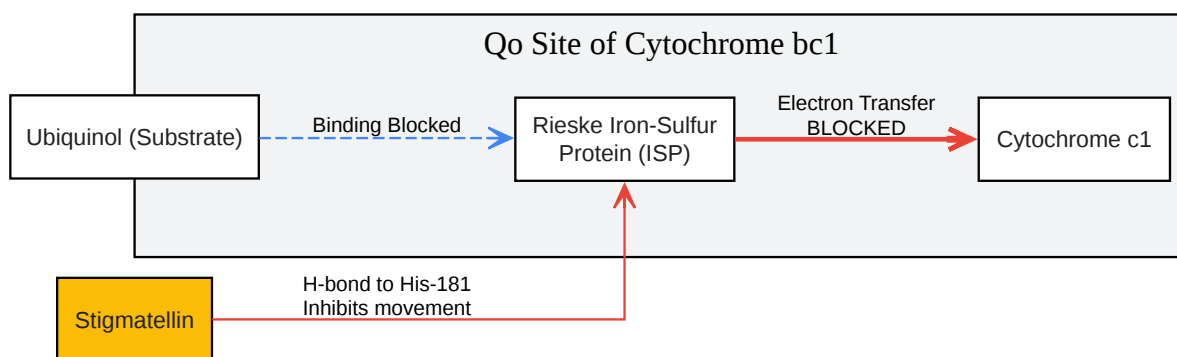 Qo Site of Cytochrome bc1
Ubiquinol (Substrate)
Binding Blocked
Rieske Iron-Sulfur
Protein (ISP)
Electron Transfer
BLOCKED
Cytochrome c1
Stigmatellin
H-bond to His-181
Inhibits movement